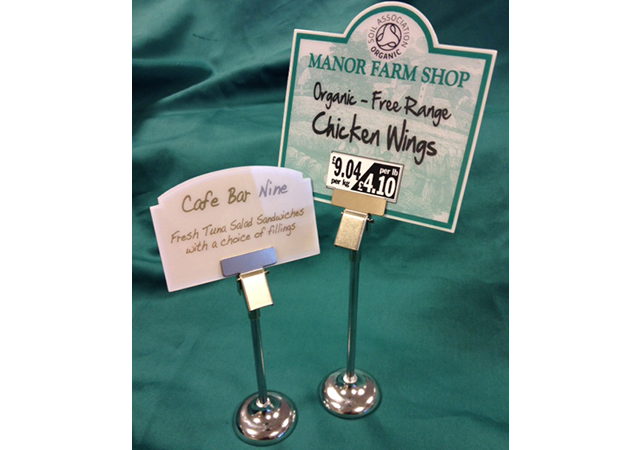 SOIL ASSOCIATION
ORGANIC
MANOR FARM SHOP
Organic - Free Range
Chicken Wings
£9.04 per kg
per lb £4.10
Cafe Bar Nine
Fresh Tuna Salad Sandwiches
with a choice of fillings